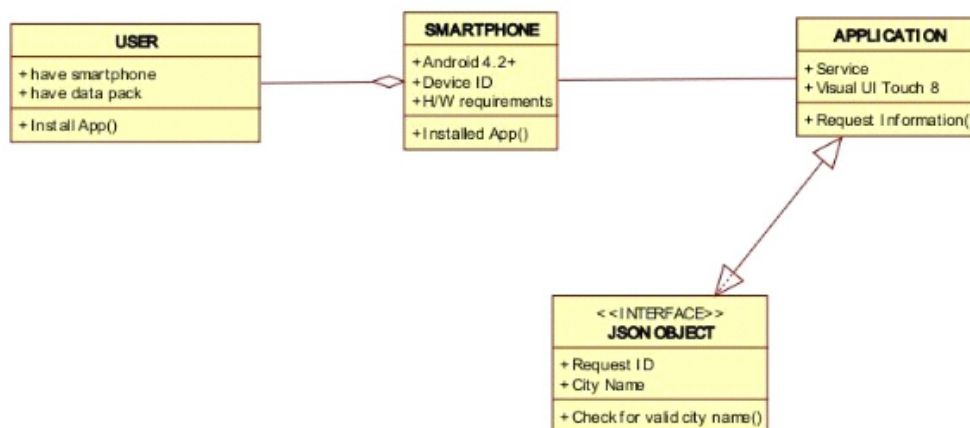 USER
+ have smartphone
+ have data pack
+ Install App()
SMARTPHONE
+Android 4.2+
+Device ID
+H/W requirements
+Installed App()
APPLICATION
+ Service
+ Visual UI Touch 8
+ Request Information(
<<INTERFACE>>
JSON OBJECT
+ Request ID
+ City Name
+ Check for valid city name()